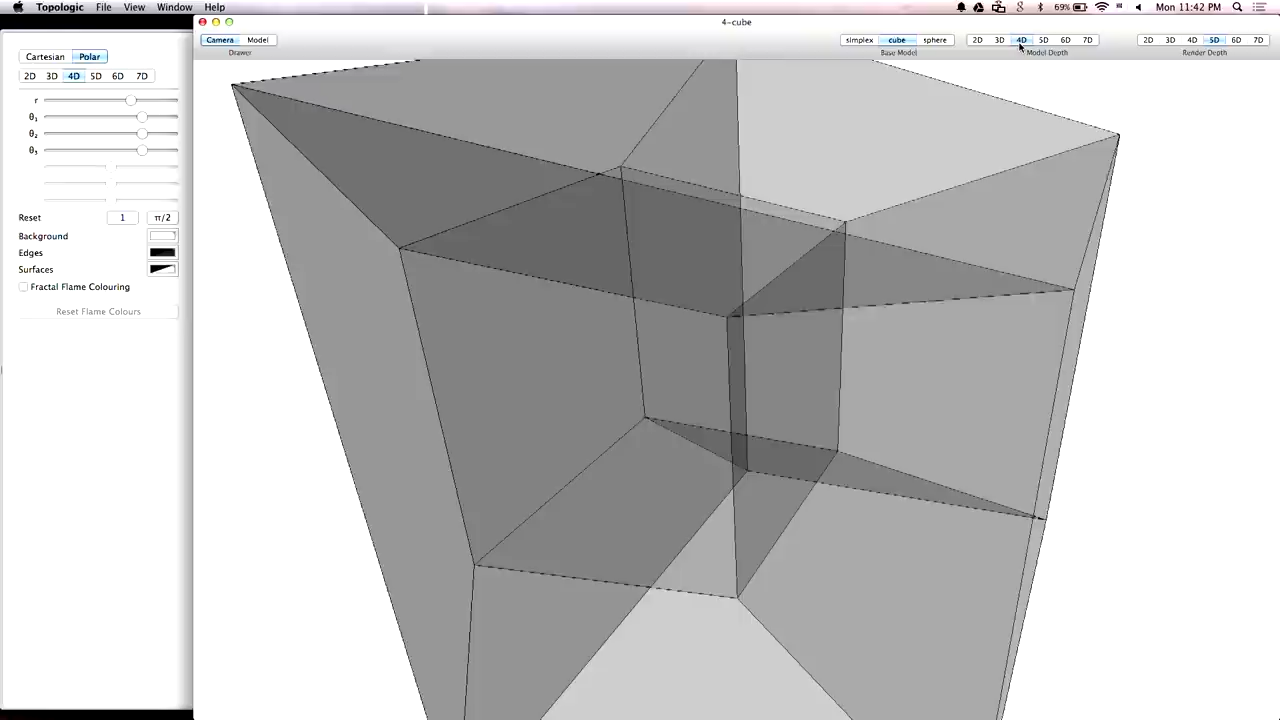 Topologic File View Window Help 69% Mon 11:42 PM
4-cube
Camera Model simplex cube sphere 2D 3D 4D 5D 6D 7D 2D 3D 4D 5D 6D 7D
Drawer Base Model Model Depth Render Depth
Cartesian Polar
2D 3D 4D 5D 6D 7D
r
θ₁
θ₂
θ₃
Reset 1 π/2
Background
Edges
Surfaces
Fractal Flame Colouring
Reset Flame Colours